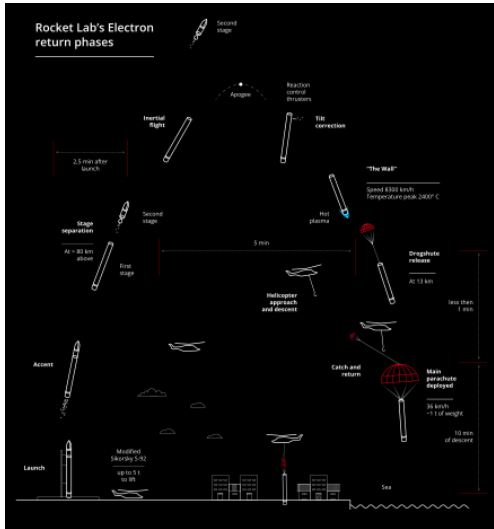 Rocket Lab's Electron
return phases
Second
stage
Apogee
Reaction
control
thrusters
Inertial
flight
Tilt
correction
2,5 min after
launch
"The Wall"
Speed 8300 km/h
Temperature peak 2400° C
Hot
plasma
Stage
separation
At > 80 km
above
Second
stage
First
stage
5 min
Drogshute
release
At 13 km
Helicopter
approach
and descent
less then
1 min
Accent
Catch and
return
Main
parachute
deployed
36 km/h
~1 t of weight
10 min
of descent
Launch
Modified
Sikorsky S-92
up to 5 t
to lift
Sea